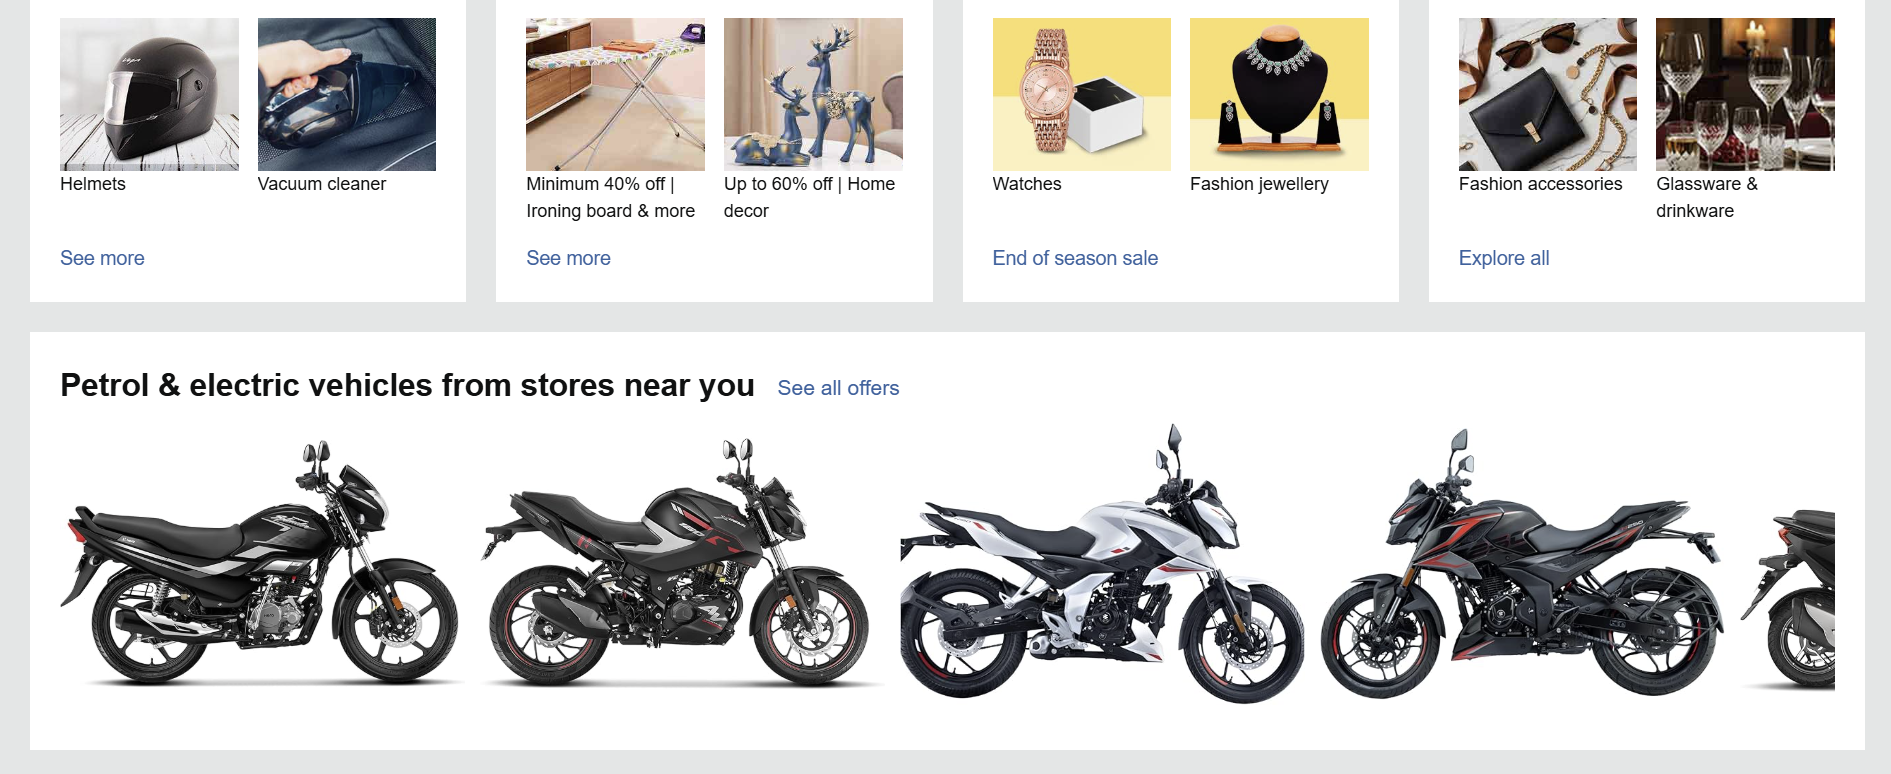 Vega
Helmets
Vacuum cleaner
See more
Minimum 40% off |
Ironing board & more
Up to 60% off | Home
decor
See more
Watches
Fashion jewellery
End of season sale
Fashion accessories
Glassware &
drinkware
Explore all
Petrol & electric vehicles from stores near you
See all offers